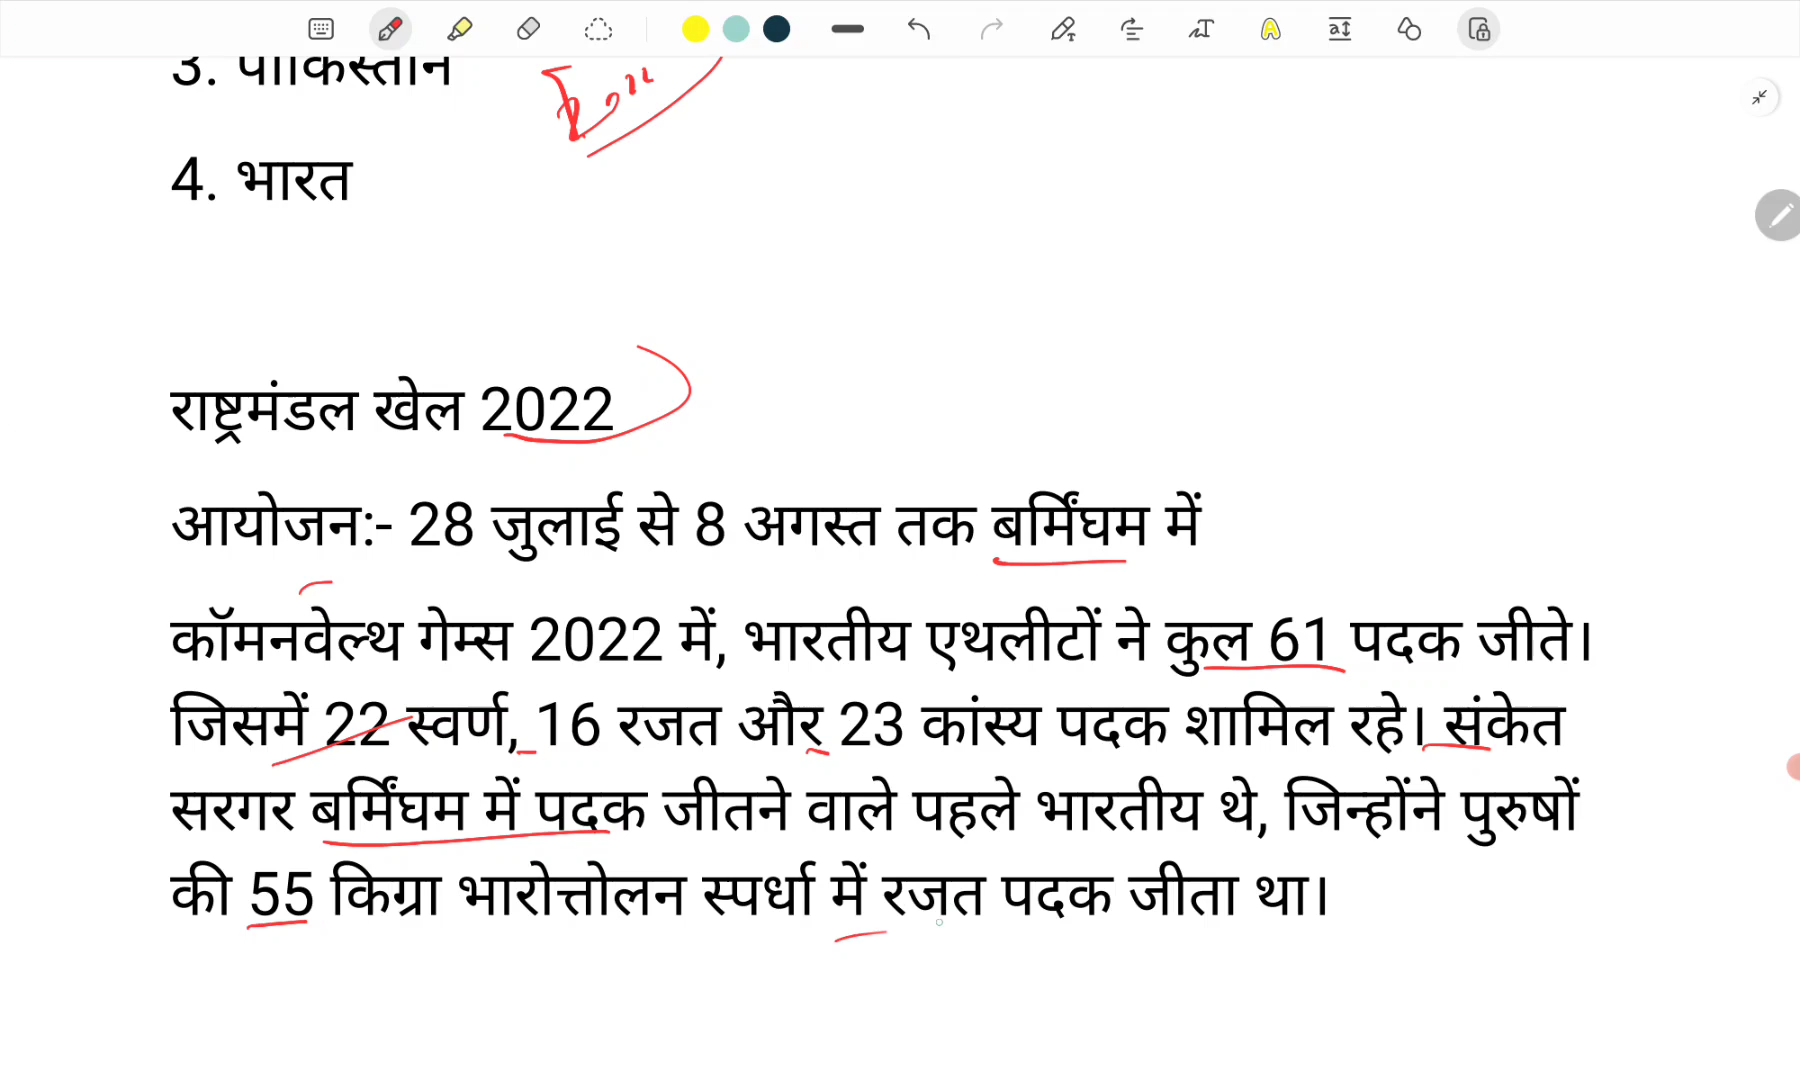 3. पाकिस्तान
4. भारत
राष्ट्रमंडल खेल 2022
आयोजन:- 28 जुलाई से 8 अगस्त तक बर्मिंघम में
कॉमनवेल्थ गेम्स 2022 में, भारतीय एथलीटों ने कुल 61 पदक जीते।
जिसमें 22 स्वर्ण, 16 रजत और 23 कांस्य पदक शामिल रहे। संकेत
सरगर बर्मिंघम में पदक जीतने वाले पहले भारतीय थे, जिन्होंने पुरुषों
की 55 किग्रा भारोत्तोलन स्पर्धा में रजत पदक जीता था।